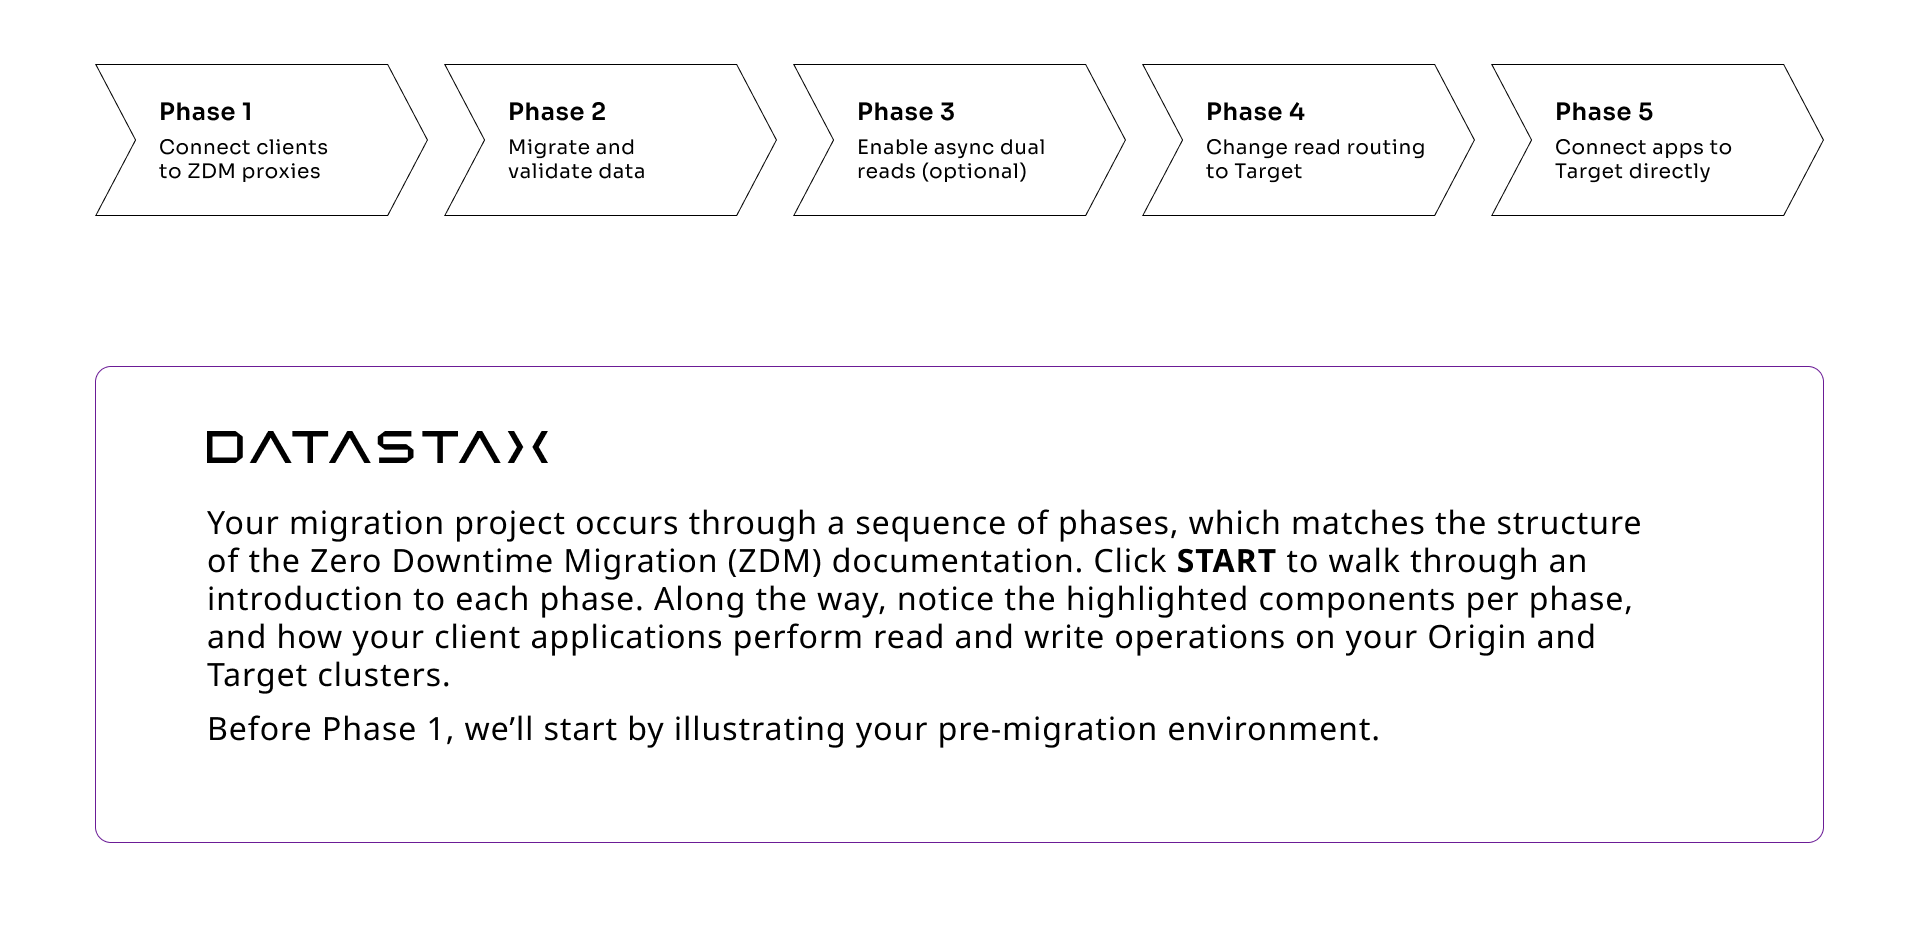 Phase 1
Connect clients
to ZDM proxies
Phase 2
Migrate and
validate data
Phase 3
Enable async dual
reads (optional)
Phase 4
Change read routing
to Target
Phase 5
Connect apps to
Target directly
DATASTAX
Your migration project occurs through a sequence of phases, which matches the structure
of the Zero Downtime Migration (ZDM) documentation. Click START to walk through an
introduction to each phase. Along the way, notice the highlighted components per phase,
and how your client applications perform read and write operations on your Origin and
Target clusters.
Before Phase 1, we’ll start by illustrating your pre-migration environment.